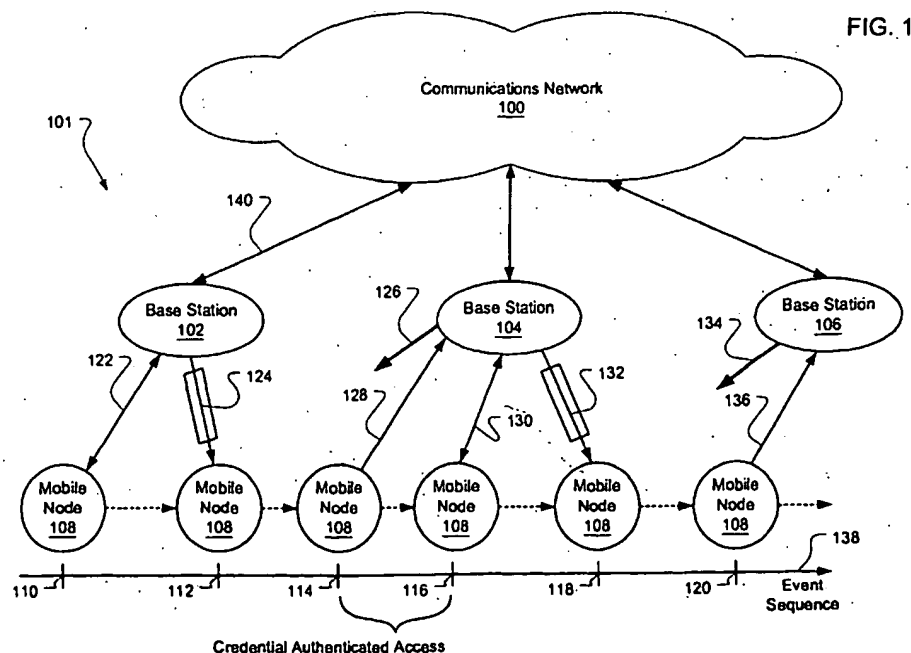 FIG. 1
Communications Network
100
101
140
Base Station
102
126
Base Station
104
Base Station
106
134
122
124
128
130
132
136
Mobile
Node
108
Mobile
Node
108
Mobile
Node
108
Mobile
Node
108
Mobile
Node
108
Mobile
Node
108
138
110
112
114
116
118
120
Event
Sequence
Credential Authenticated Access